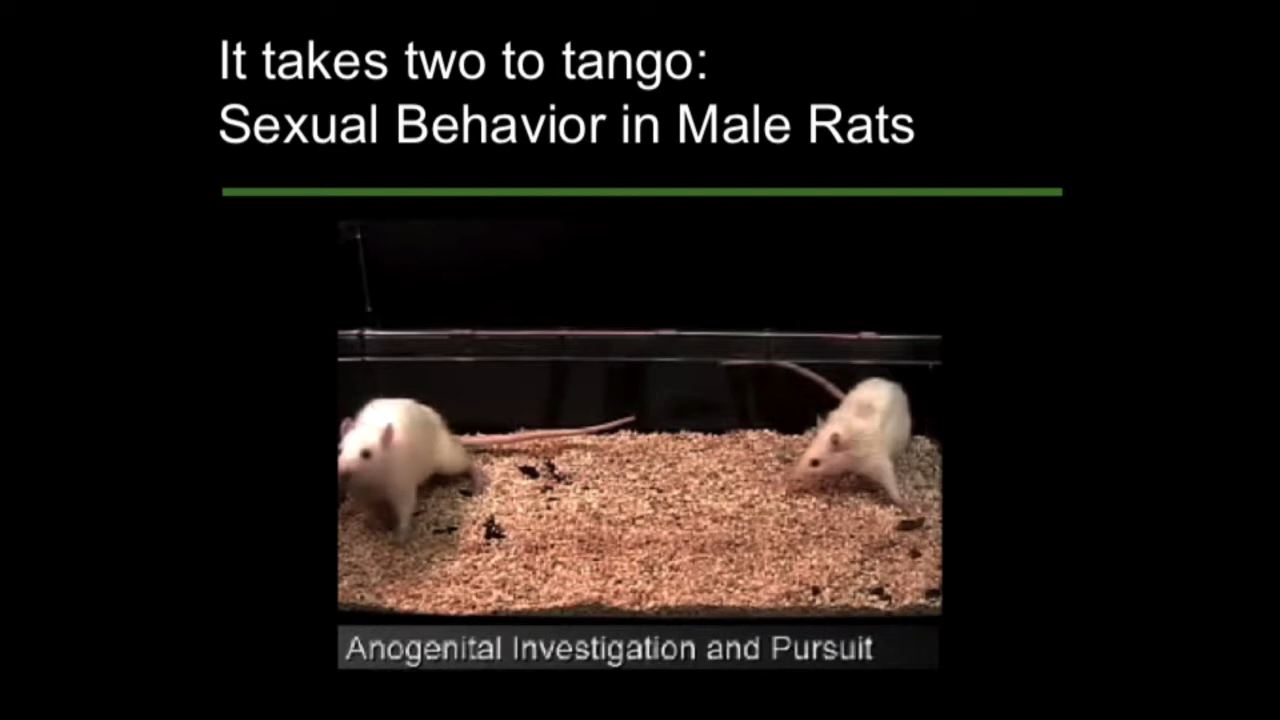 It takes two to tango:
Sexual Behavior in Male Rats
Anogenital Investigation and Pursuit